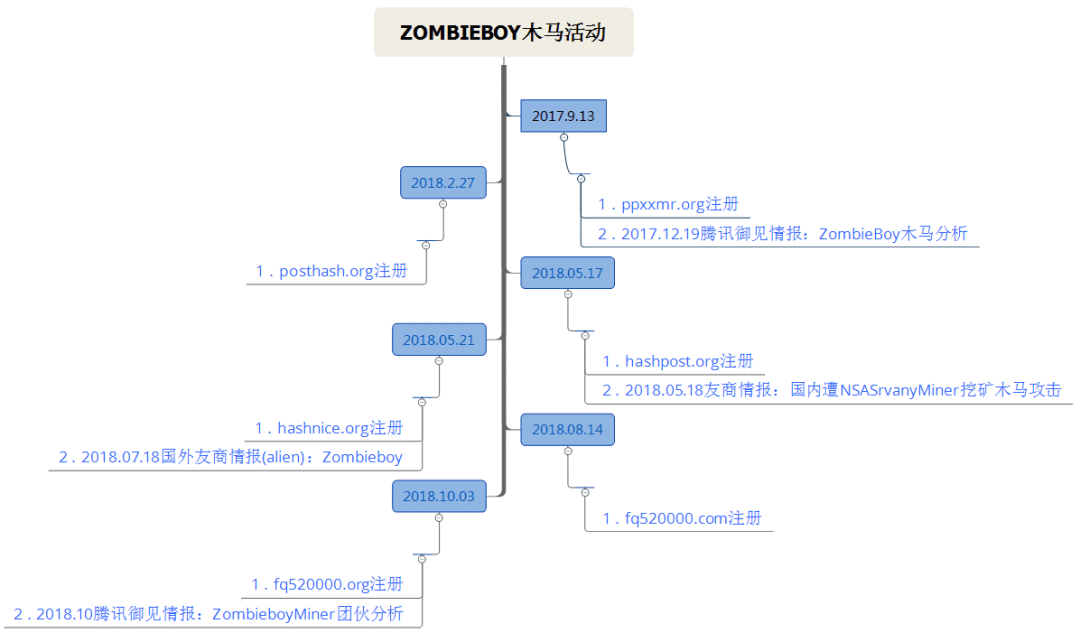 ZOMBIEBOY木马活动
2017.9.13
1．ppxxmr.org注册
2．2017.12.19腾讯御见情报：ZombieBoy木马分析
2018.2.27
1．posthash.org注册
2018.05.17
1．hashpost.org注册
2．2018.05.18友商情报：国内遭NSASrvanyMiner挖矿木马攻击
2018.05.21
1．hashnice.org注册
2．2018.07.18国外友商情报(alien)：Zombieboy
2018.08.14
1．fq520000.com注册
2018.10.03
1．fq520000.org注册
2．2018.10腾讯御见情报：ZombieboyMiner团伙分析